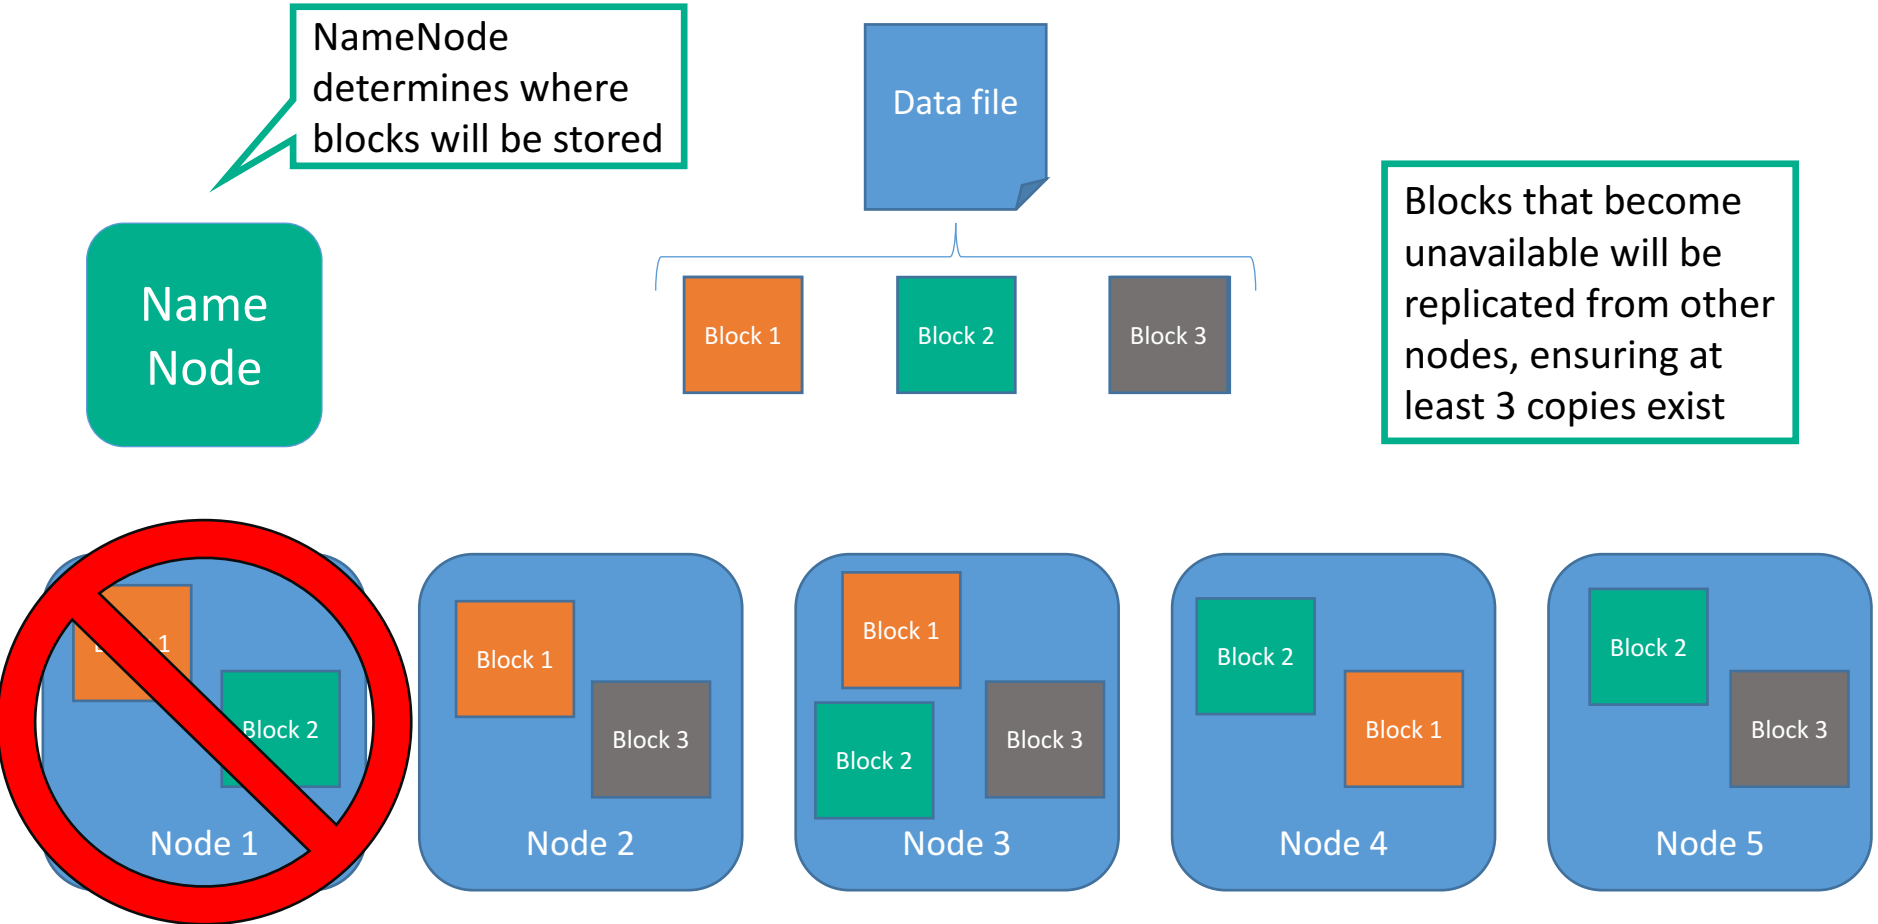 NameNode
determines where
blocks will be stored
Data file
Blocks that become
unavailable will be
replicated from other
nodes, ensuring at
least 3 copies exist
Name
Node
Block 1
Block 2
Block 3
1
Block 2
Node 1
Block 1
Block 3
Node 2
Block 1
Block 2
Block 3
Node 3
Block 2
Block 1
Node 4
Block 2
Block 3
Node 5